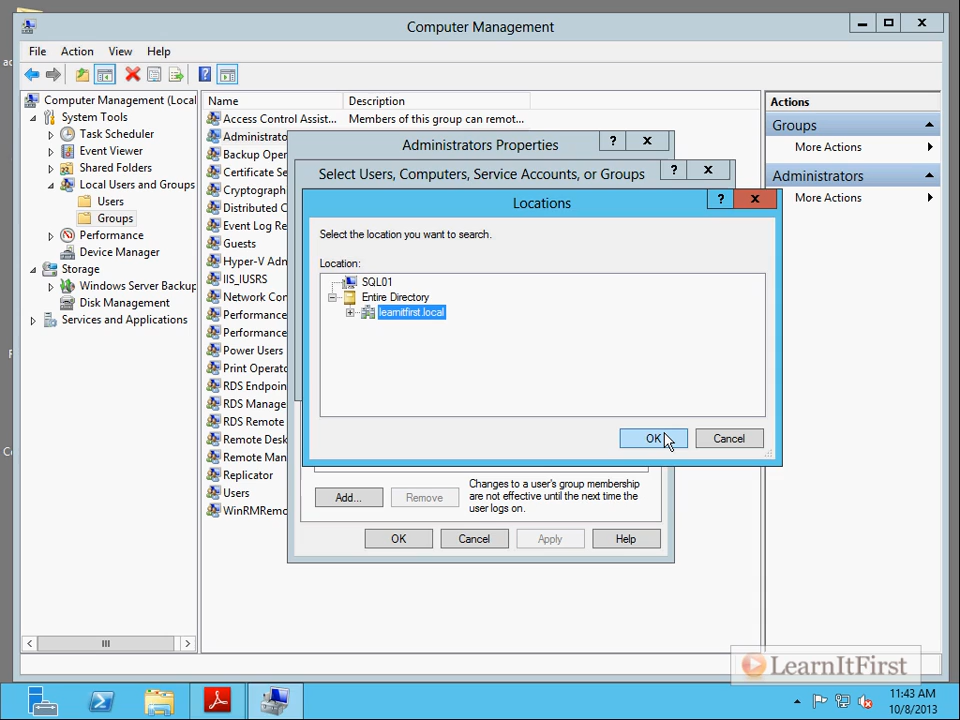 Computer Management
File Action View Help
Computer Management (Local
System Tools
Task Scheduler
Event Viewer
Shared Folders
Local Users and Groups
Users
Groups
Performance
Device Manager
Storage
Windows Server Backup
Disk Management
Services and Applications
Name Description
Access Control Assist... Members of this group can remot...
Administrato
Backup Oper
Certificate Se
Cryptograph
Distributed C
Event Log Re
Guests
Hyper-V Adm
IIS_IUSRS
Network Con
Performance
Performance
Power Users
Print Operato
RDS Endpoin
RDS Manage
RDS Remote
Remote Desk
Remote Man
Replicator
Users
WinRMRemo
Administrators Properties
? x
Select Users, Computers, Service Accounts, or Groups
? x
Locations
? x
Select the location you want to search.
Location:
SQL01
Entire Directory
learnitfirst.local
OK Cancel
Add... Remove
Changes to a user's group membership
are not effective until the next time the
user logs on.
OK Cancel Apply Help
Actions
Groups
More Actions
Administrators
More Actions
LearnItFirst
11:43 AM
10/8/2013